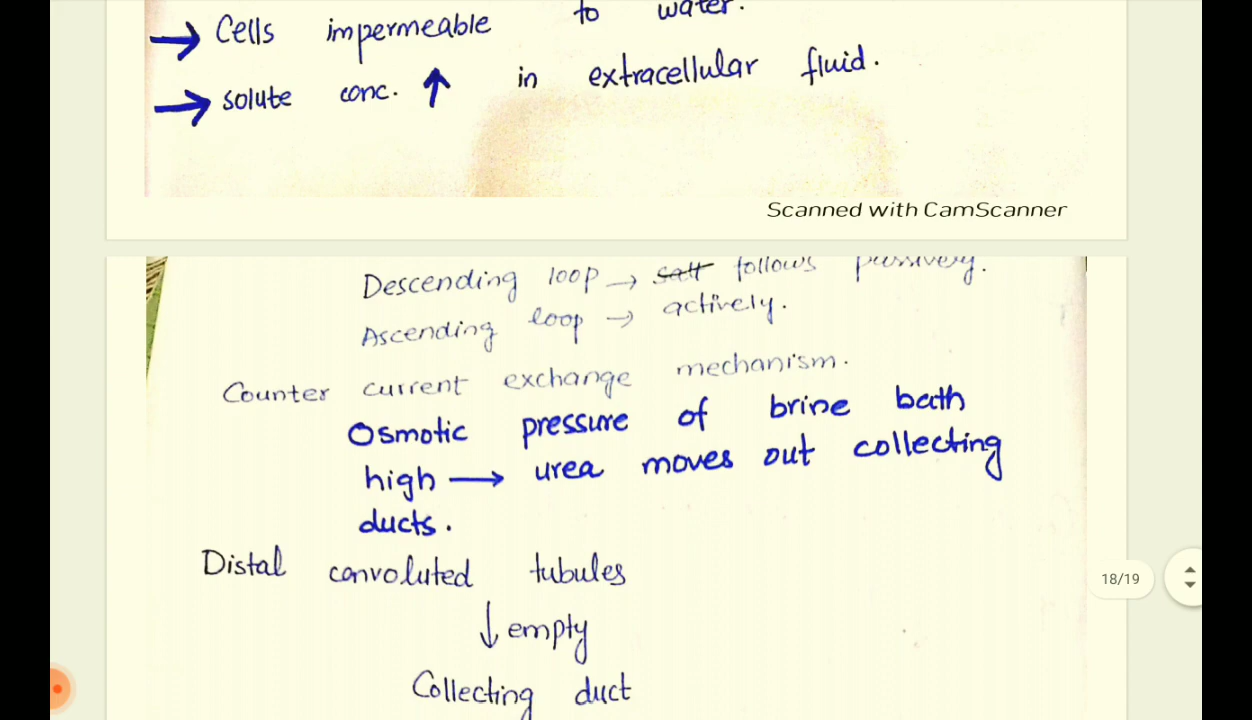 → Cells impermeable to water.
→ solute conc. ↑ in extracellular fluid.
Scanned with CamScanner
Descending loop → salt follows passively.
Ascending loop → actively.
Counter current exchange mechanism.
Osmotic pressure of brine bath
high → urea moves out collecting
ducts.
Distal convoluted tubules
↓ empty
Collecting duct
18/19